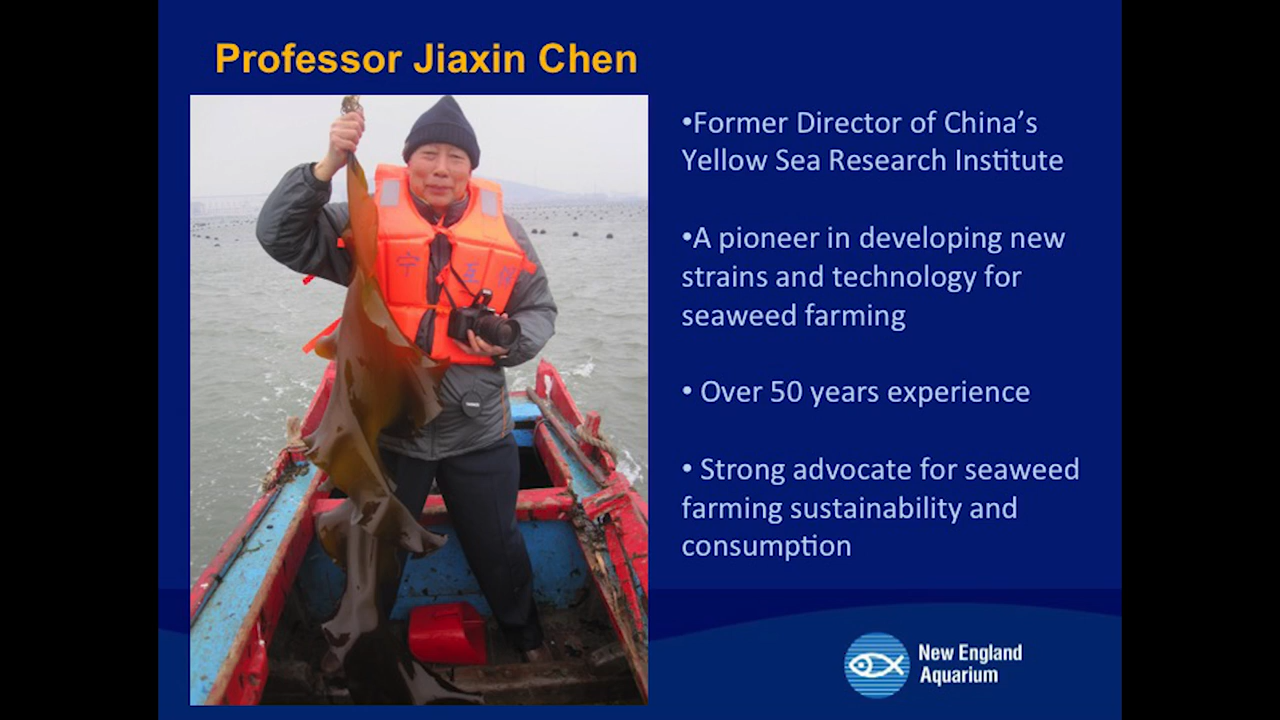 Professor Jiaxin Chen
•Former Director of China’s
Yellow Sea Research Institute
•A pioneer in developing new
strains and technology for
seaweed farming
• Over 50 years experience
• Strong advocate for seaweed
farming sustainability and
consumption
New England
Aquarium